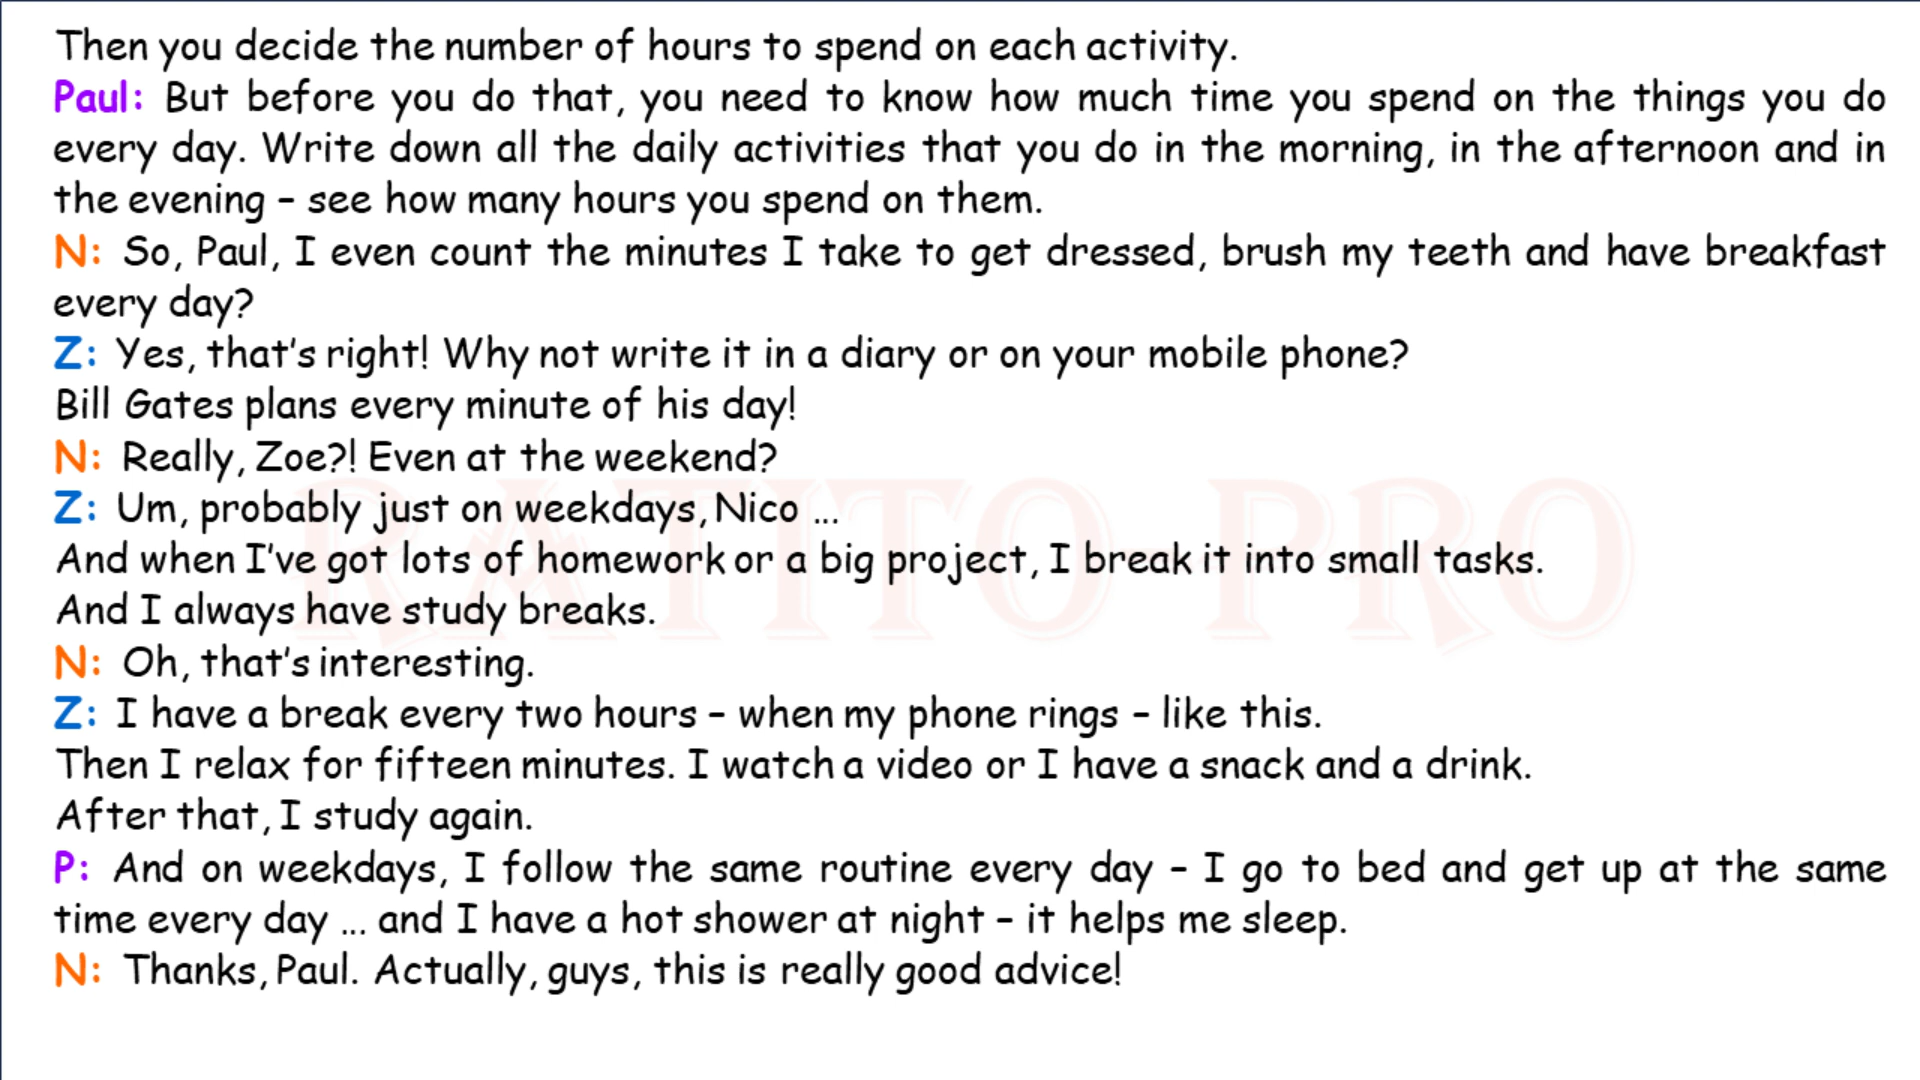 Then you decide the number of hours to spend on each activity.
Paul: But before you do that, you need to know how much time you spend on the things you do
every day. Write down all the daily activities that you do in the morning, in the afternoon and in
the evening – see how many hours you spend on them.
N: So, Paul, I even count the minutes I take to get dressed, brush my teeth and have breakfast
every day?
Z: Yes, that's right! Why not write it in a diary or on your mobile phone?
Bill Gates plans every minute of his day!
N: Really, Zoe?! Even at the weekend?
Z: Um, probably just on weekdays, Nico ...
And when I've got lots of homework or a big project, I break it into small tasks.
And I always have study breaks.
RATITO-PRO
N: Oh, that's interesting.
Z: I have a break every two hours – when my phone rings – like this.
Then I relax for fifteen minutes. I watch a video or I have a snack and a drink.
After that, I study again.
P: And on weekdays, I follow the same routine every day – I go to bed and get up at the same
time every day ... and I have a hot shower at night – it helps me sleep.
N: Thanks, Paul. Actually, guys, this is really good advice!